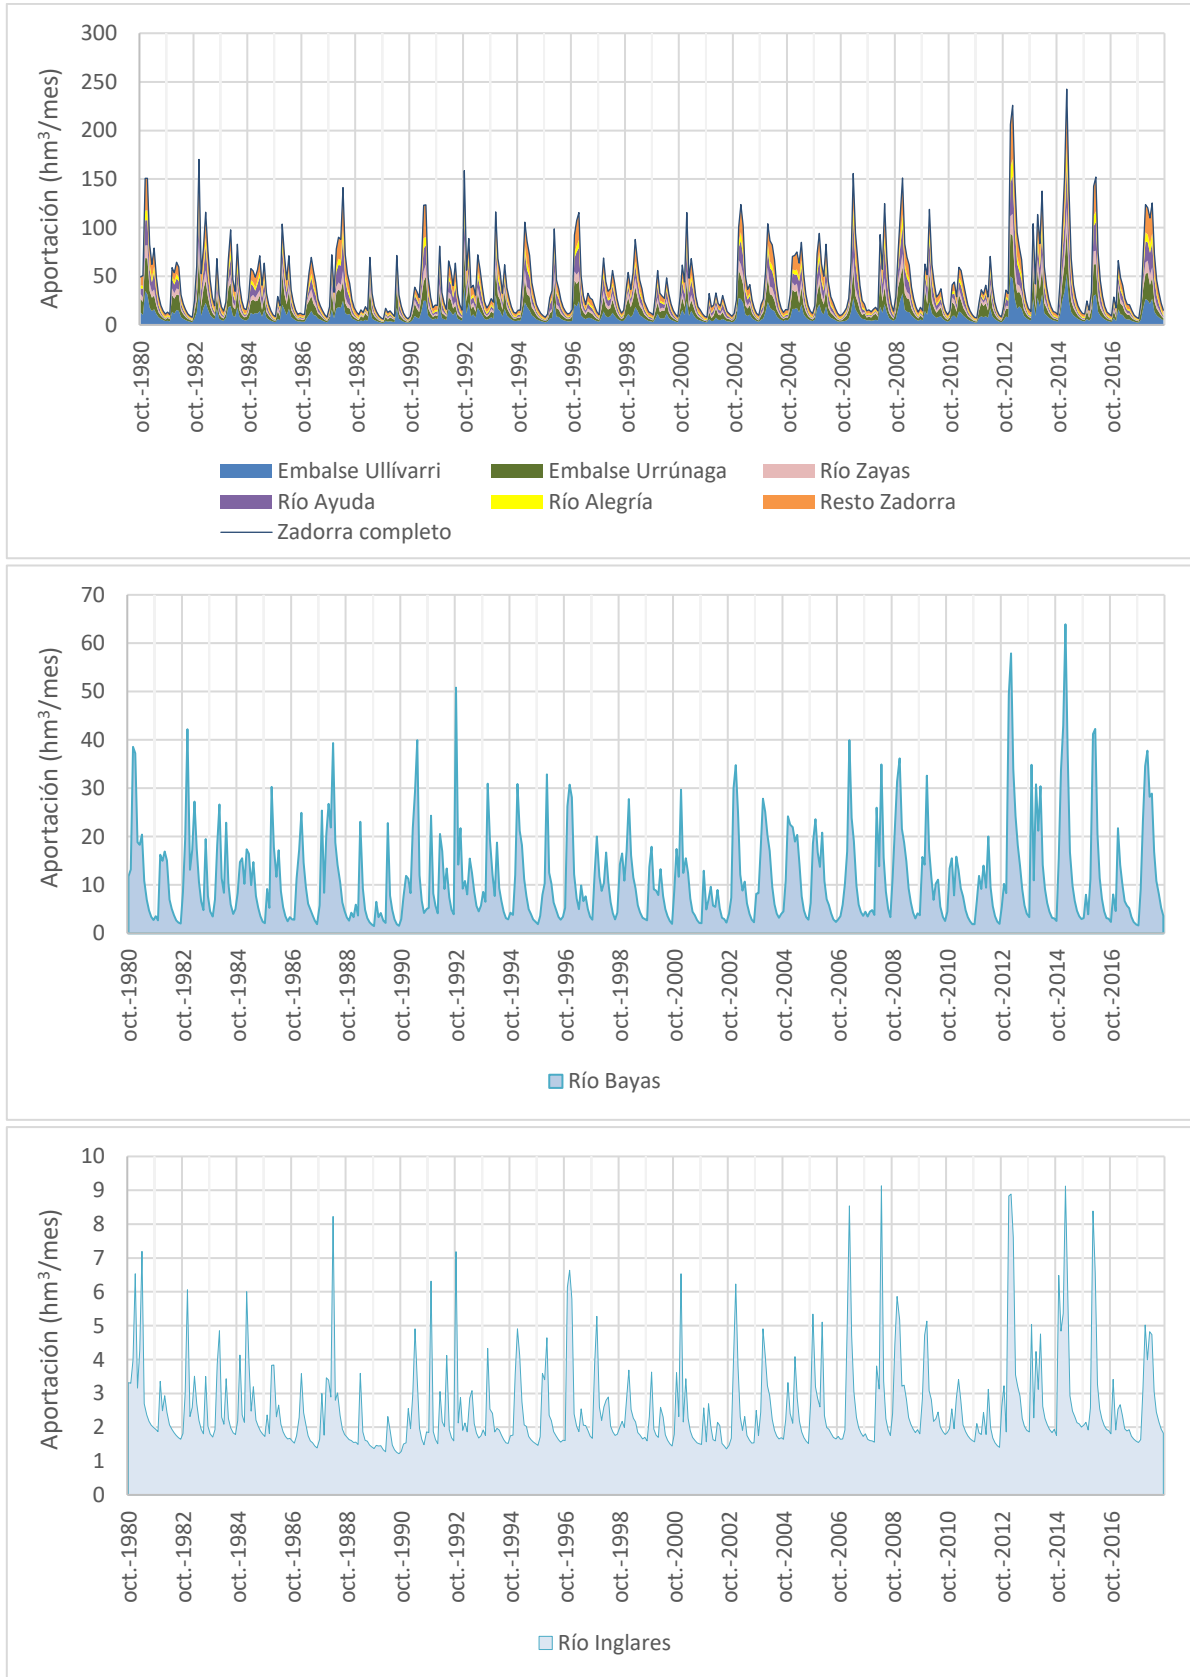 Aportación (hm³/mes)
300
250
200
150
100
50
0
oct.-1980
oct.-1982
oct.-1984
oct.-1986
oct.-1988
oct.-1990
oct.-1992
oct.-1994
oct.-1996
oct.-1998
oct.-2000
oct.-2002
oct.-2004
oct.-2006
oct.-2008
oct.-2010
oct.-2012
oct.-2014
oct.-2016
Embalse Ullívarri Embalse Urrúnaga Río Zayas
Río Ayuda Río Alegría Resto Zadorra
Zadorra completo
Aportación (hm³/mes)
70
60
50
40
30
20
10
0
oct.-1980
oct.-1982
oct.-1984
oct.-1986
oct.-1988
oct.-1990
oct.-1992
oct.-1994
oct.-1996
oct.-1998
oct.-2000
oct.-2002
oct.-2004
oct.-2006
oct.-2008
oct.-2010
oct.-2012
oct.-2014
oct.-2016
Río Bayas
Aportación (hm³/mes)
10
9
8
7
6
5
4
3
2
1
0
oct.-1980
oct.-1982
oct.-1984
oct.-1986
oct.-1988
oct.-1990
oct.-1992
oct.-1994
oct.-1996
oct.-1998
oct.-2000
oct.-2002
oct.-2004
oct.-2006
oct.-2008
oct.-2010
oct.-2012
oct.-2014
oct.-2016
Río Inglares